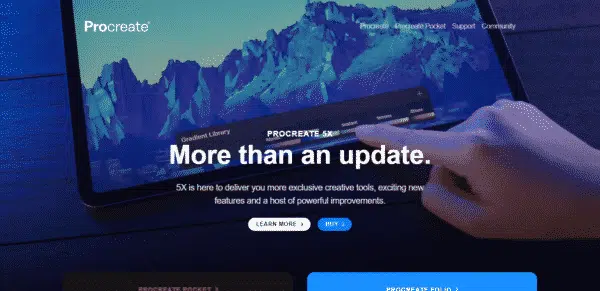 Procreate®
Procreate Procreate Pocket Support Community
Gradient Library
PROCREATE 5X
More than an update.
5X is here to deliver you more exclusive creative tools, exciting new
features and a host of powerful improvements.
LEARN MORE > BUY >
PROCREATE POCKET > PROCREATE FOLIO >